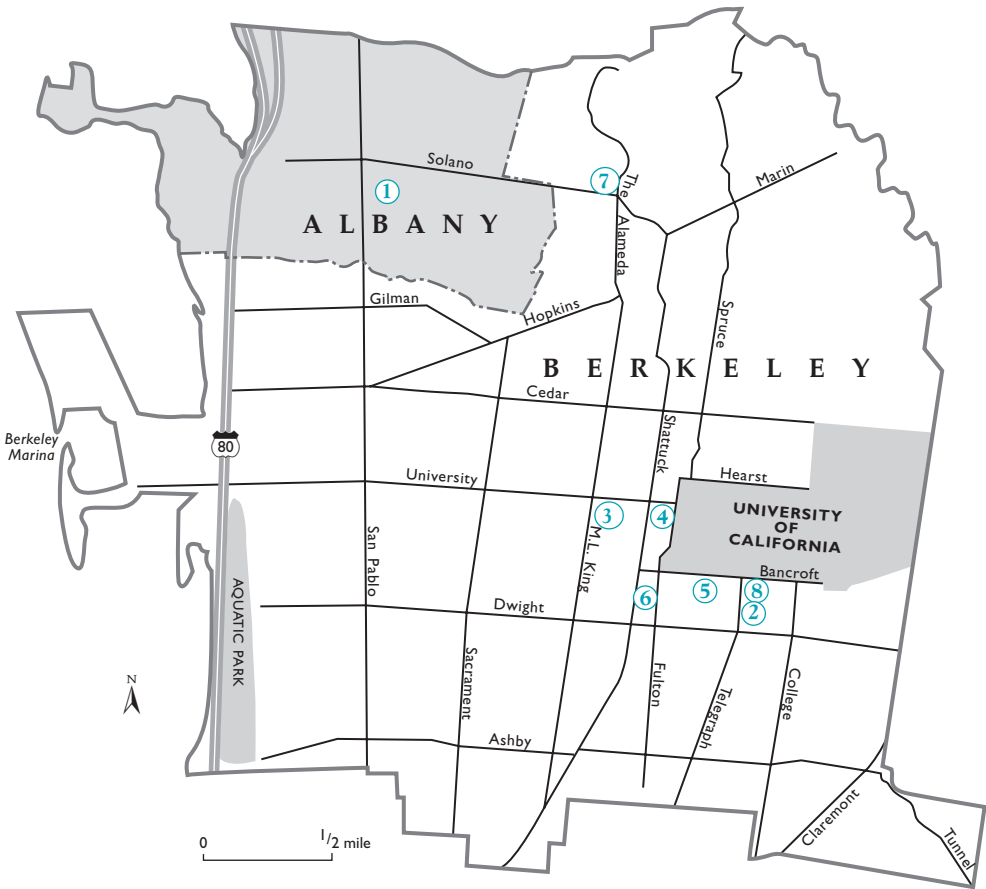 Solano
1
7
The
Alameda
Marin
ALBANY
Gilman
Hopkins
Spruce
BERKELEY
Cedar
Berkeley
Marina
80
Shattuck
Hearst
University
UNIVERSITY
OF
CALIFORNIA
3
4
San Pablo
M.L. King
Bancroft
AQUATIC PARK
6
5
8
2
Dwight
N
Sacrament
Fulton
Telegraph
College
Ashby
Claremont
Tunnel
0
1/2 mile